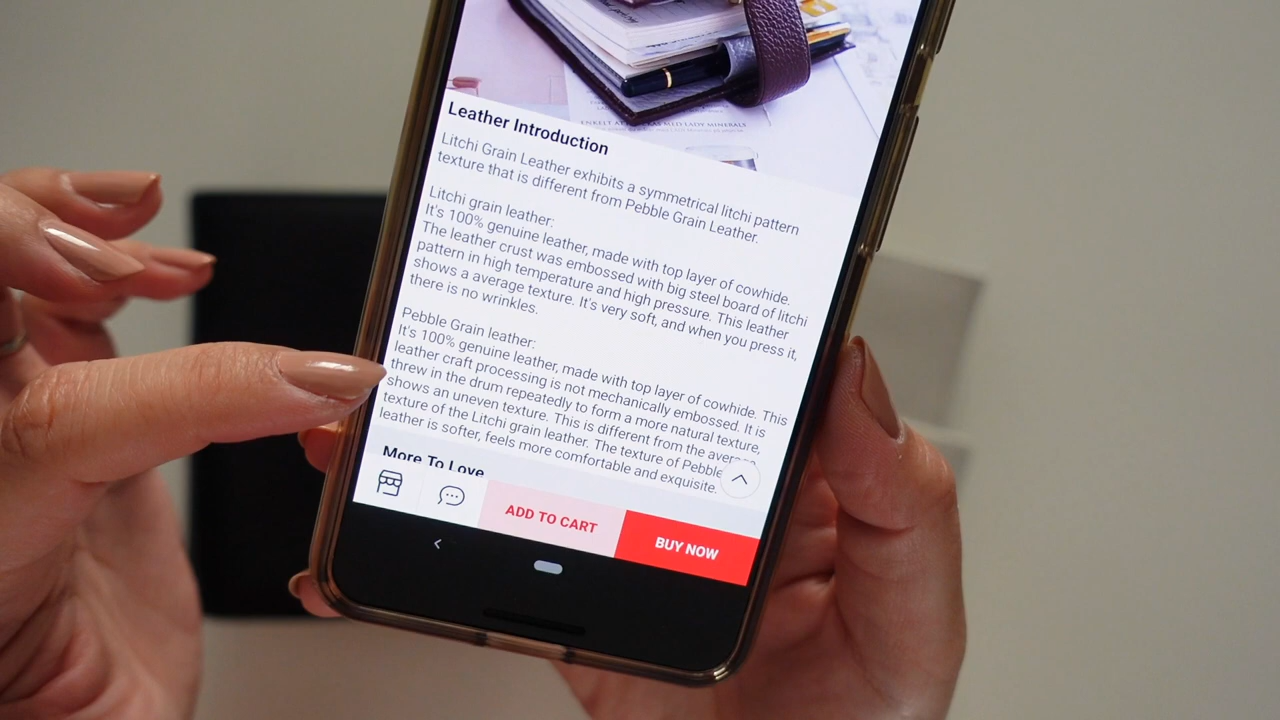 Leather Introduction
Litchi Grain Leather exhibits a symmetrical litchi pattern
texture that is different from Pebble Grain Leather.
Litchi grain leather:
It's 100% genuine leather, made with top layer of cowhide.
The leather crust was embossed with big steel board of litchi
pattern in high temperature and high pressure. This leather
shows a average texture. It's very soft, and when you press it,
there is no wrinkles.
Pebble Grain leather:
It's 100% genuine leather, made with top layer of cowhide. This
leather craft processing is not mechanically embossed. It is
threw in the drum repeatedly to form a more natural texture,
shows an uneven texture. This is different from the average
texture of the Litchi grain leather. The texture of Pebble
leather is softer, feels more comfortable and exquisite.
More To Love
ADD TO CART
BUY NOW